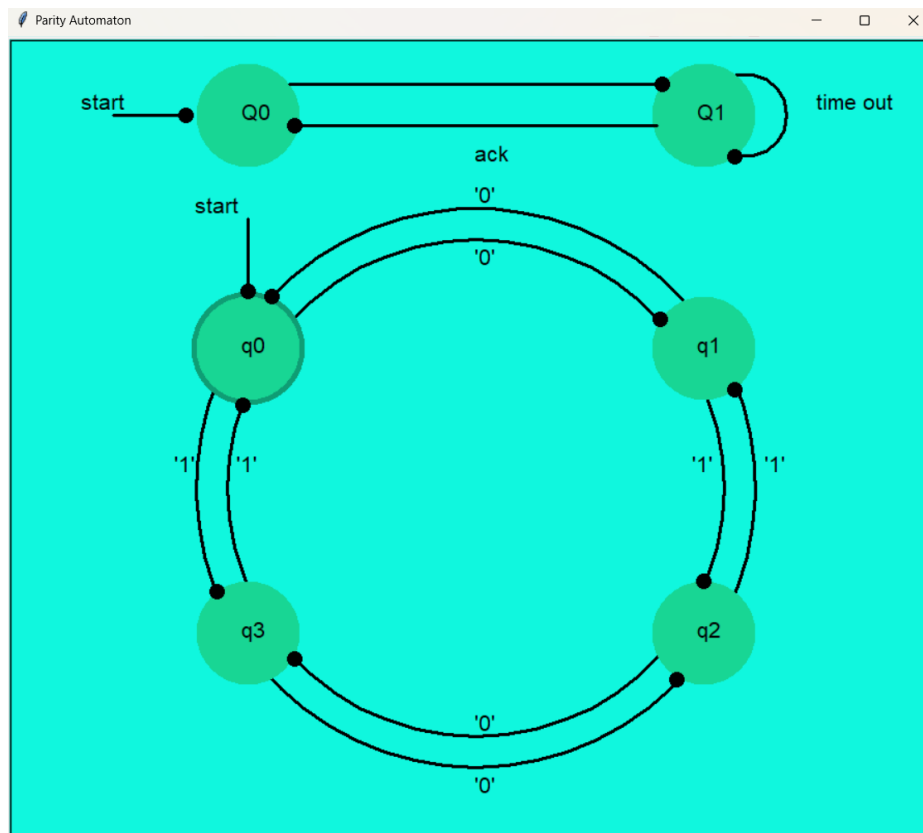 Parity Automaton
start
Q0
Q1
time out
ack
start
'0'
'0'
q0
q1
'1'
'1'
'1'
'1'
q3
q2
'0'
'0'